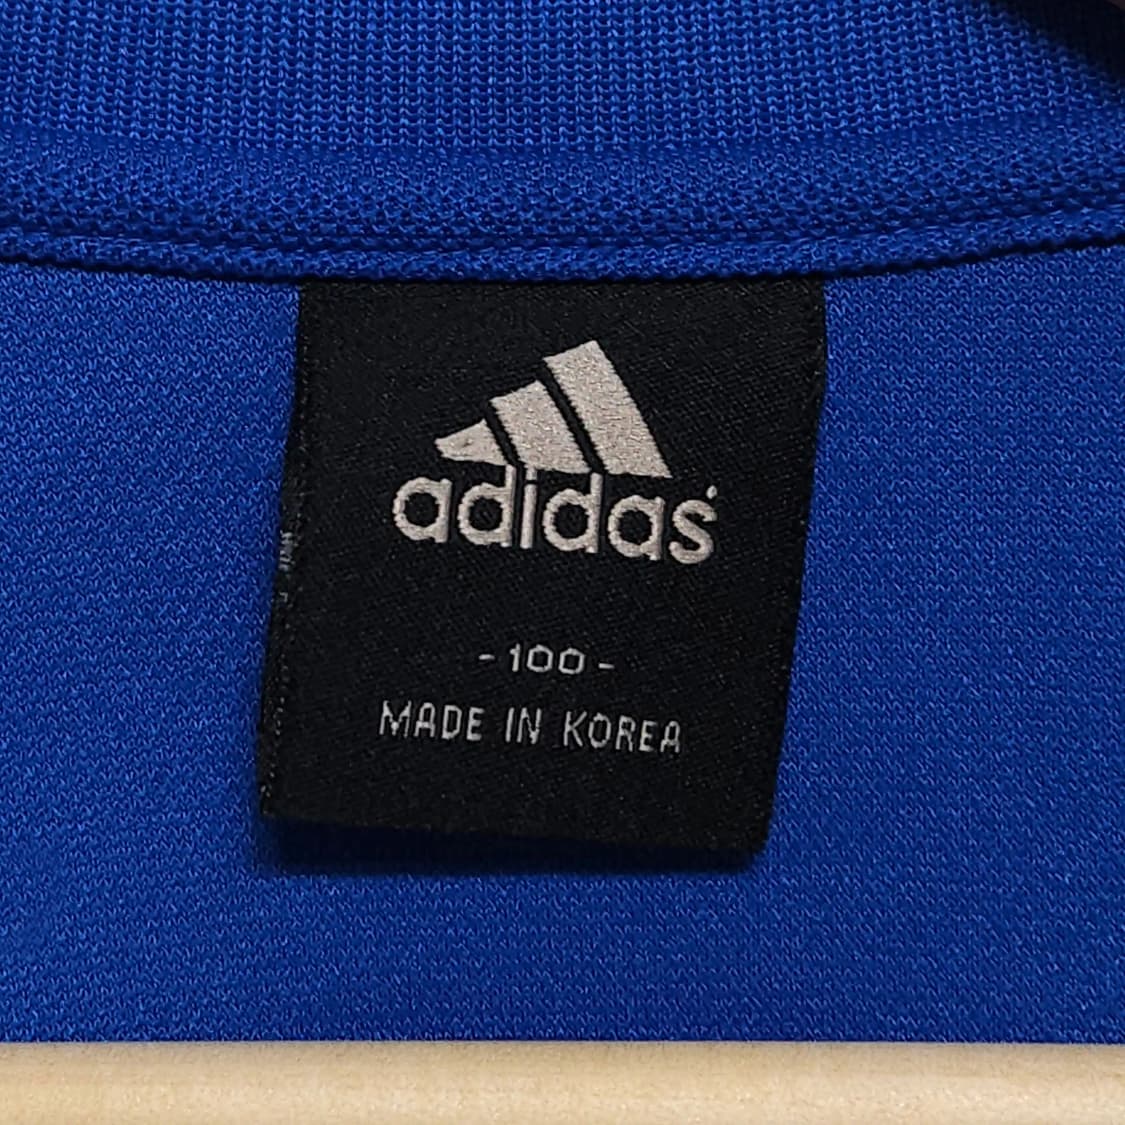 adidas
- 100 -
MADE IN KOREA